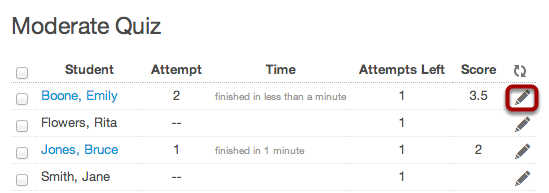 Moderate Quiz
Student Attempt Time Attempts Left Score
Boone, Emily 2 finished in less than a minute 1 3.5
Flowers, Rita -- 1
Jones, Bruce 1 finished in 1 minute 1 2
Smith, Jane -- 1